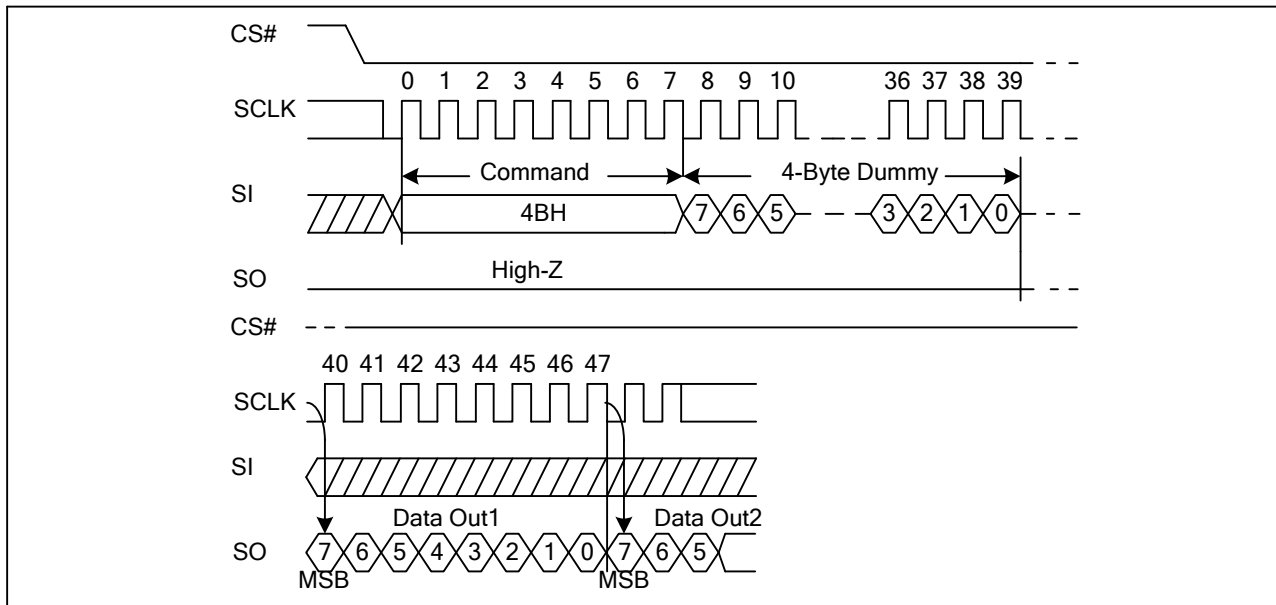 CS#
0 1 2 3 4 5 6 7 8 9 10 36 37 38 39
SCLK
Command 4-Byte Dummy
SI
4BH 7 6 5 3 2 1 0
High-Z
SO
CS#
40 41 42 43 44 45 46 47
SCLK
SI
Data Out1 Data Out2
SO 7 6 5 4 3 2 1 0 7 6 5
MSB MSB